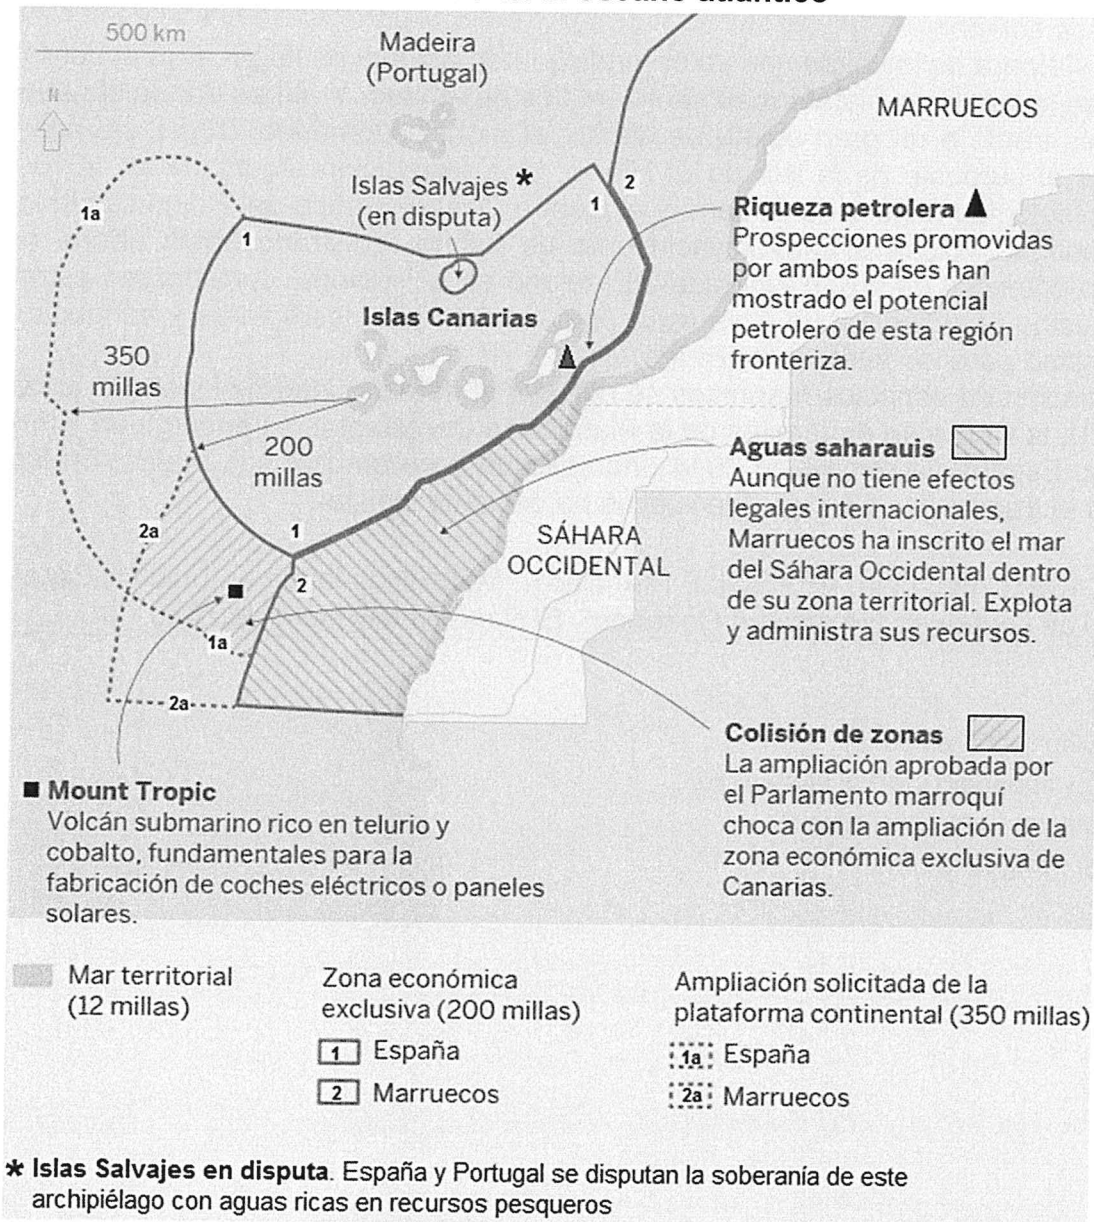 500 km
N
Madeira
(Portugal)
MARRUECOS
Islas Salvajes *
(en disputa)
1a
1
1
2
Riqueza petrolera ▲
Prospecciones promovidas
por ambos países han
mostrado el potencial
petrolero de esta región
fronteriza.
Islas Canarias
350
millas
200
millas
Aguas saharauis
Aunque no tiene efectos
legales internacionales,
Marruecos ha inscrito el mar
del Sáhara Occidental dentro
de su zona territorial. Explota
y administra sus recursos.
SÁHARA
OCCIDENTAL
2a
1
2
1a
2a
Colisión de zonas
La ampliación aprobada por
el Parlamento marroquí
choca con la ampliación de la
zona económica exclusiva de
Canarias.
■ Mount Tropic
Volcán submarino rico en telurio y
cobalto, fundamentales para la
fabricación de coches eléctricos o paneles
solares.
Mar territorial
(12 millas)
Zona económica
exclusiva (200 millas)
1 España
2 Marruecos
Ampliación solicitada de la
plataforma continental (350 millas)
1a España
2a Marruecos
* Islas Salvajes en disputa. España y Portugal se disputan la soberanía de este
archipiélago con aguas ricas en recursos pesqueros